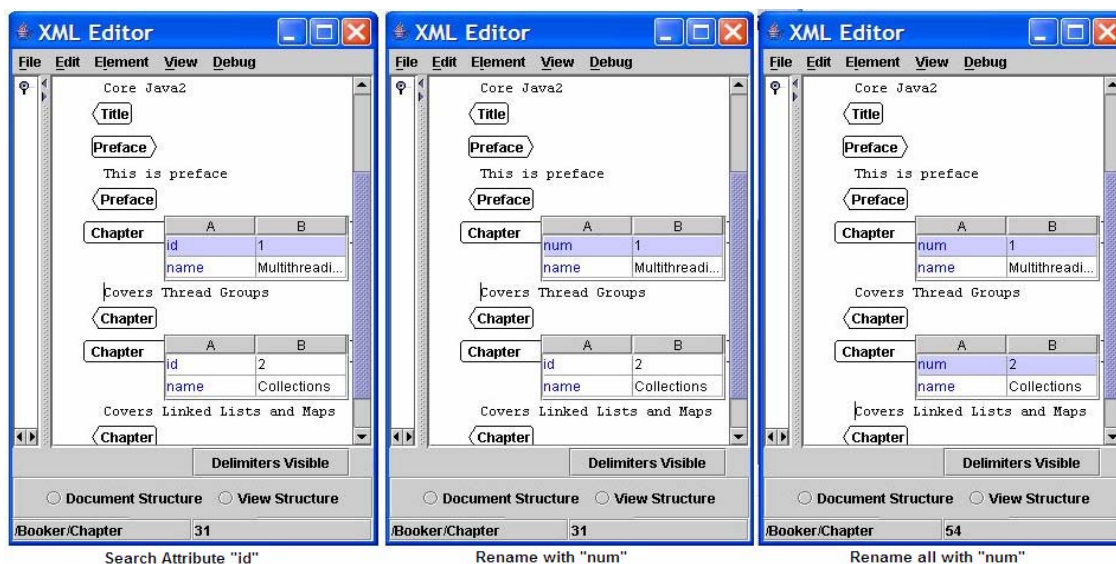 XML Editor
File Edit Element View Debug
Core Java2
Title
Preface
This is preface
Preface
Chapter
A B
id 1
name Multithreadi...
Covers Thread Groups
Chapter
Chapter
A B
id 2
name Collections
Covers Linked Lists and Maps
Chapter
Delimiters Visible
Document Structure View Structure
/Booker/Chapter 31
Search Attribute "id"
XML Editor
File Edit Element View Debug
Core Java2
Title
Preface
This is preface
Preface
Chapter
A B
num 1
name Multithreadi...
Covers Thread Groups
Chapter
Chapter
A B
id 2
name Collections
Covers Linked Lists and Maps
Chapter
Delimiters Visible
Document Structure View Structure
/Booker/Chapter 31
Rename with "num"
XML Editor
File Edit Element View Debug
Core Java2
Title
Preface
This is preface
Preface
Chapter
A B
num 1
name Multithreadi...
Covers Thread Groups
Chapter
Chapter
A B
num 2
name Collections
Covers Linked Lists and Maps
Chapter
Delimiters Visible
Document Structure View Structure
/Booker/Chapter 54
Rename all with "num"